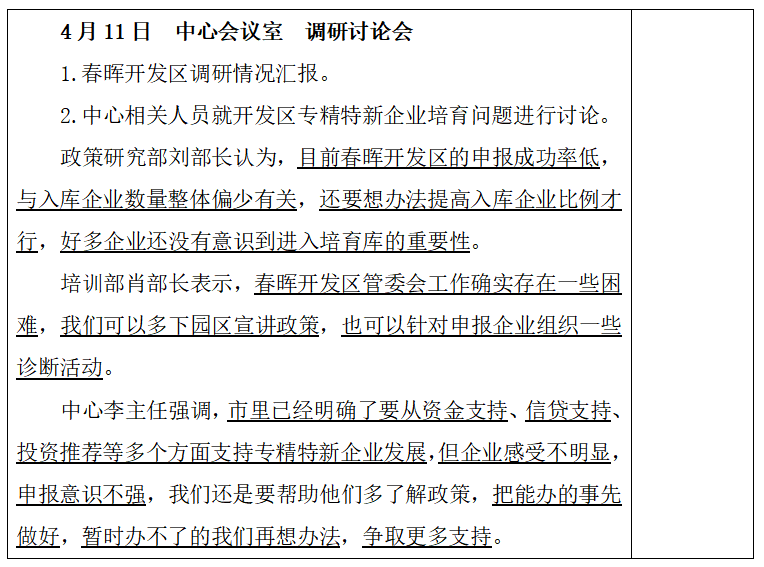 4月11日　中心会议室　调研讨论会
1.春晖开发区调研情况汇报。
2.中心相关人员就开发区专精特新企业培育问题进行讨论。
政策研究部刘部长认为，目前春晖开发区的申报成功率低，
与入库企业数量整体偏少有关，还要想办法提高入库企业比例才
行，好多企业还没有意识到进入培育库的重要性。
培训部肖部长表示，春晖开发区管委会工作确实存在一些困
难，我们可以多下园区宣讲政策，也可以针对申报企业组织一些
诊断活动。
中心李主任强调，市里已经明确了要从资金支持、信贷支持、
投资推荐等多个方面支持专精特新企业发展，但企业感受不明显，
申报意识不强，我们还是要帮助他们多了解政策，把能办的事先
做好，暂时办不了的我们再想办法，争取更多支持。